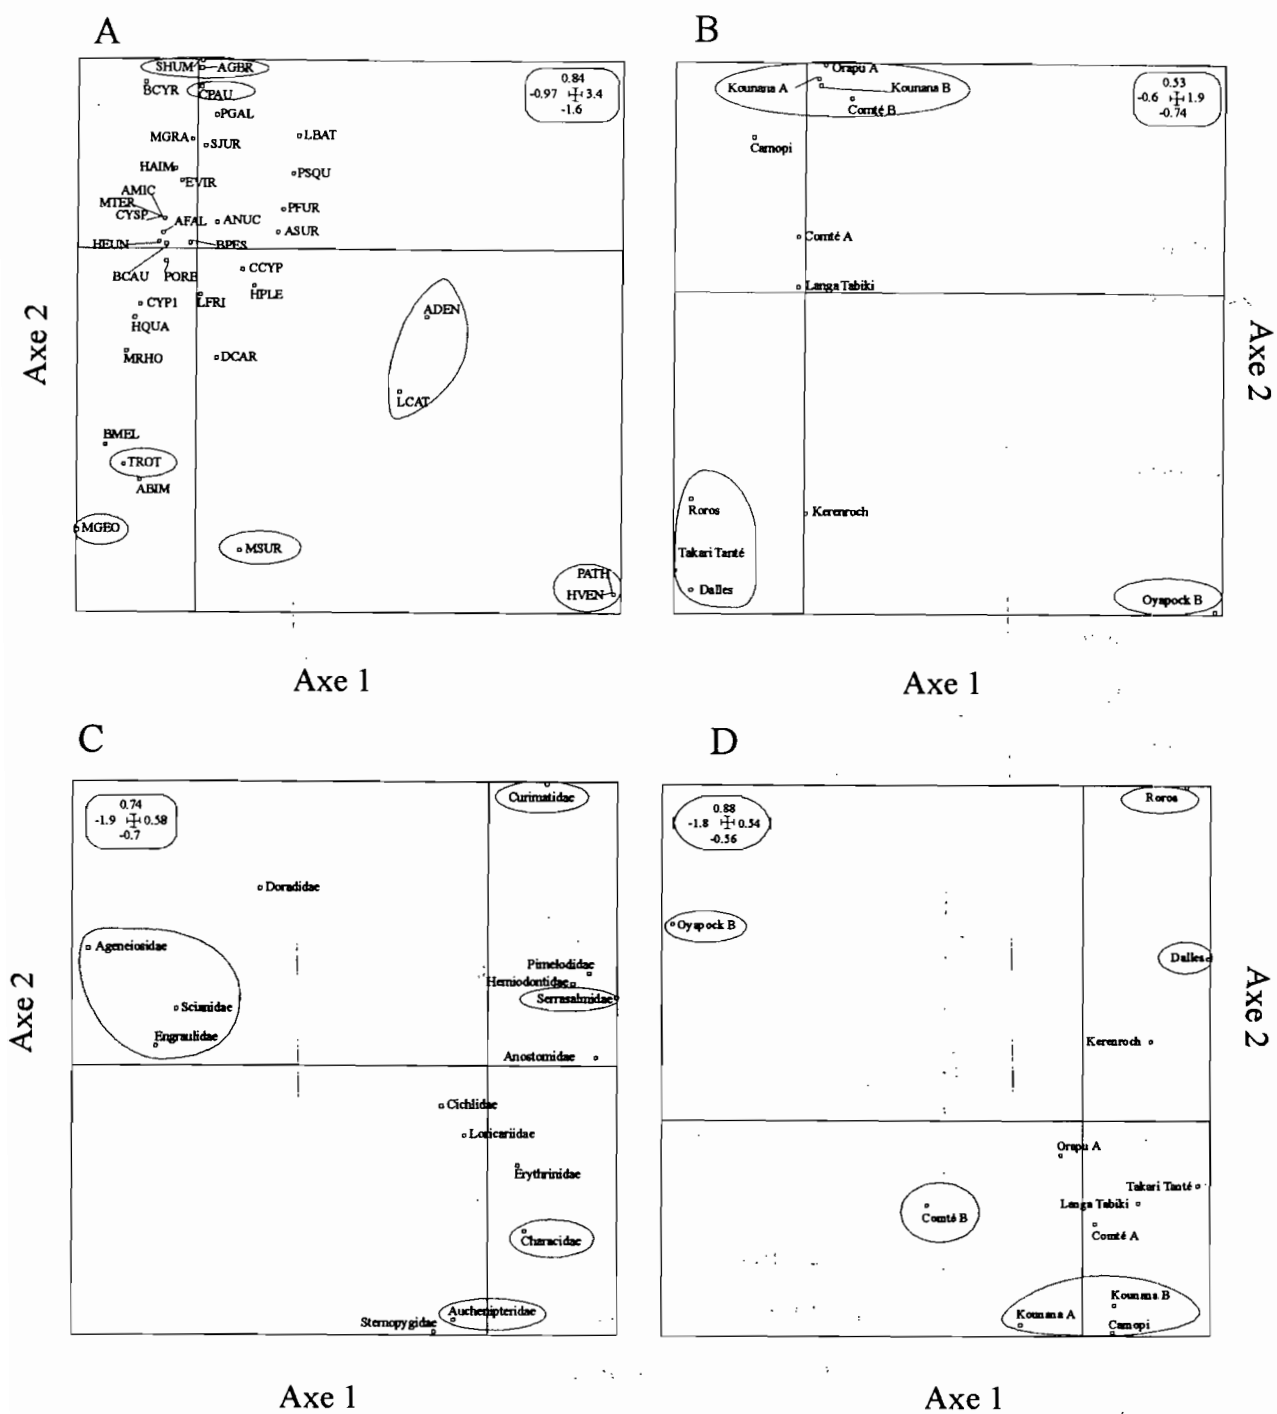 A
SHUM AGBR
BCYR CPAU
PGAL
MGRA LBAT
SJUR
HAIM PSQU
EVIR
AMIC
MTER PFUR
CYSP AFAL ANUC
ASUR
HEUN BPES
BCAU PORE CCYP
CYP1 LFRI HPLE
ADEN
HQUA
MRHO DCAR
LCAT
BMEL
TROT
ABIM
MGEO
MSUR
PATH
HVEN
0.84
-0.97 3.4
-1.6
Axe 2
Axe 1
B
Orapu A
Kounana A Kounana B
Comté B
Camopi
Comté A
Langa Tabiki
Roros
Kerenroch
Takari Tanté
Dalles
Oyapock B
0.53
-0.6 1.9
-0.74
Axe 2
Axe 1
C
0.74
-1.9 0.58
-0.7
Curimatidae
Doradidae
Ageneiosidae
Pimelodidae
Hemiodontidae
Serrasalmidae
Scianidae
Engraulidae
Anostomidae
Cichlidae
Loricariidae
Erythrinidae
Characidae
Auchenipteridae
Sternopygidae
Axe 2
Axe 1
D
0.88
-1.8 0.54
-0.56
Roros
Oyapock B
Dalles
Kerenroch
Orapu A
Takari Tanté
Langa Tabiki
Comté B
Comté A
Kounana B
Kounana A
Camopi
Axe 2
Axe 1